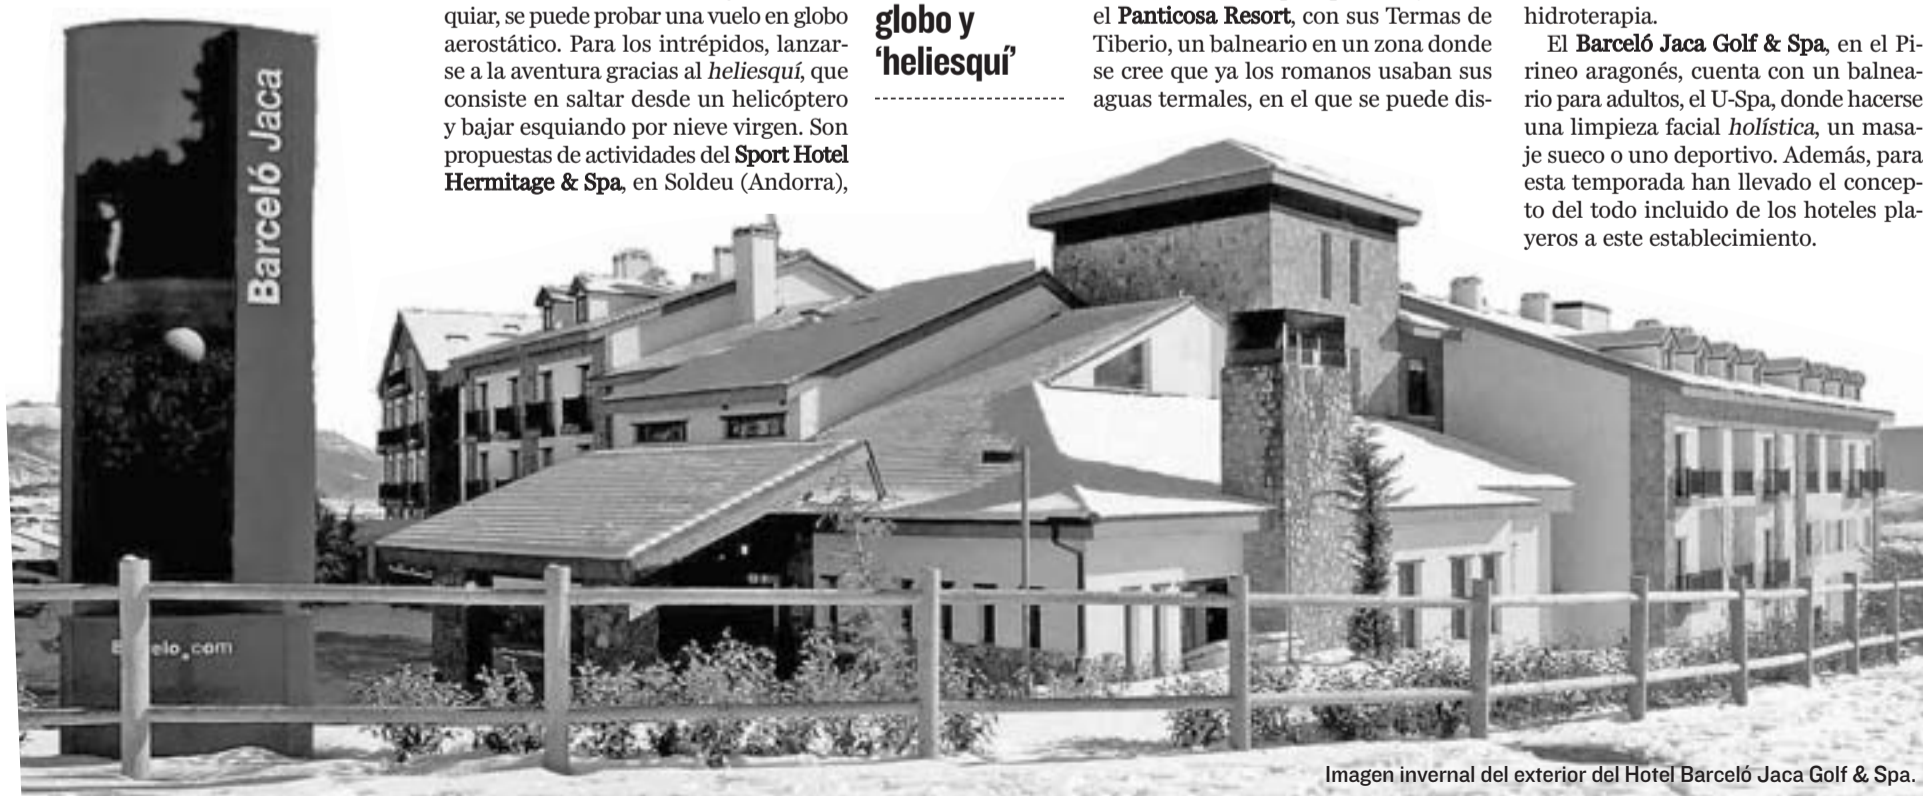 quiar, se puede probar una vuelo en globo
aerostático. Para los intrépidos, lanzar-
se a la aventura gracias al heliesquí, que
consiste en saltar desde un helicóptero
y bajar esquiando por nieve virgen. Son
propuestas de actividades del Sport Hotel
Hermitage & Spa, en Soldeu (Andorra),
globo y
‘heliesquí’
el Panticosa Resort, con sus Termas de
Tiberio, un balneario en un zona donde
se cree que ya los romanos usaban sus
aguas termales, en el que se puede dis-
hidroterapia.
El Barceló Jaca Golf & Spa, en el Pi-
rineo aragonés, cuenta con un balnea-
rio para adultos, el U-Spa, donde hacerse
una limpieza facial holística, un masa-
je sueco o uno deportivo. Además, para
esta temporada han llevado el concep-
to del todo incluido de los hoteles pla-
yeros a este establecimiento.
Barceló Jaca
Imagen invernal del exterior del Hotel Barceló Jaca Golf & Spa.